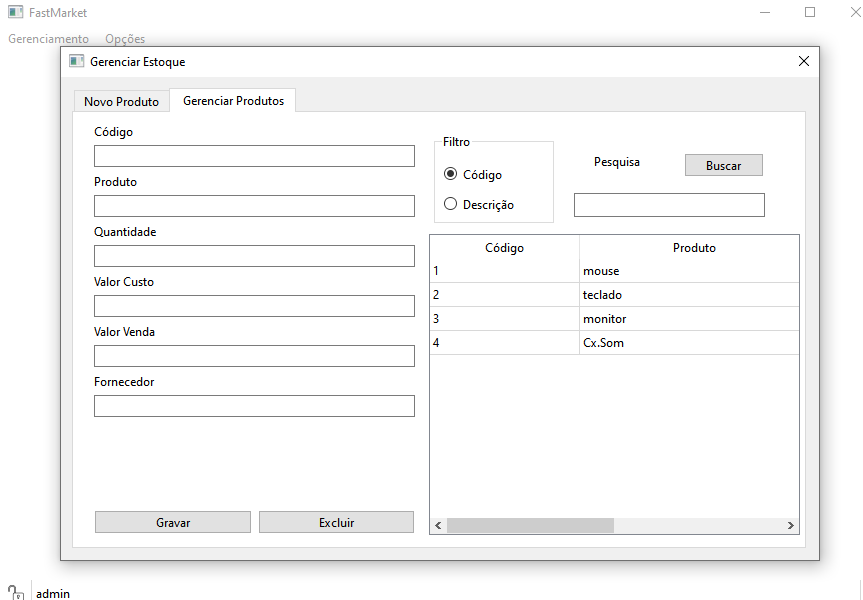 FastMarket
Gerenciamento Opções
Gerenciar Estoque
Novo Produto Gerenciar Produtos
Código
Produto
Quantidade
Valor Custo
Valor Venda
Fornecedor
Gravar Excluir
Filtro
Código
Descrição
Pesquisa
Buscar
Código Produto
1 mouse
2 teclado
3 monitor
4 Cx.Som
admin